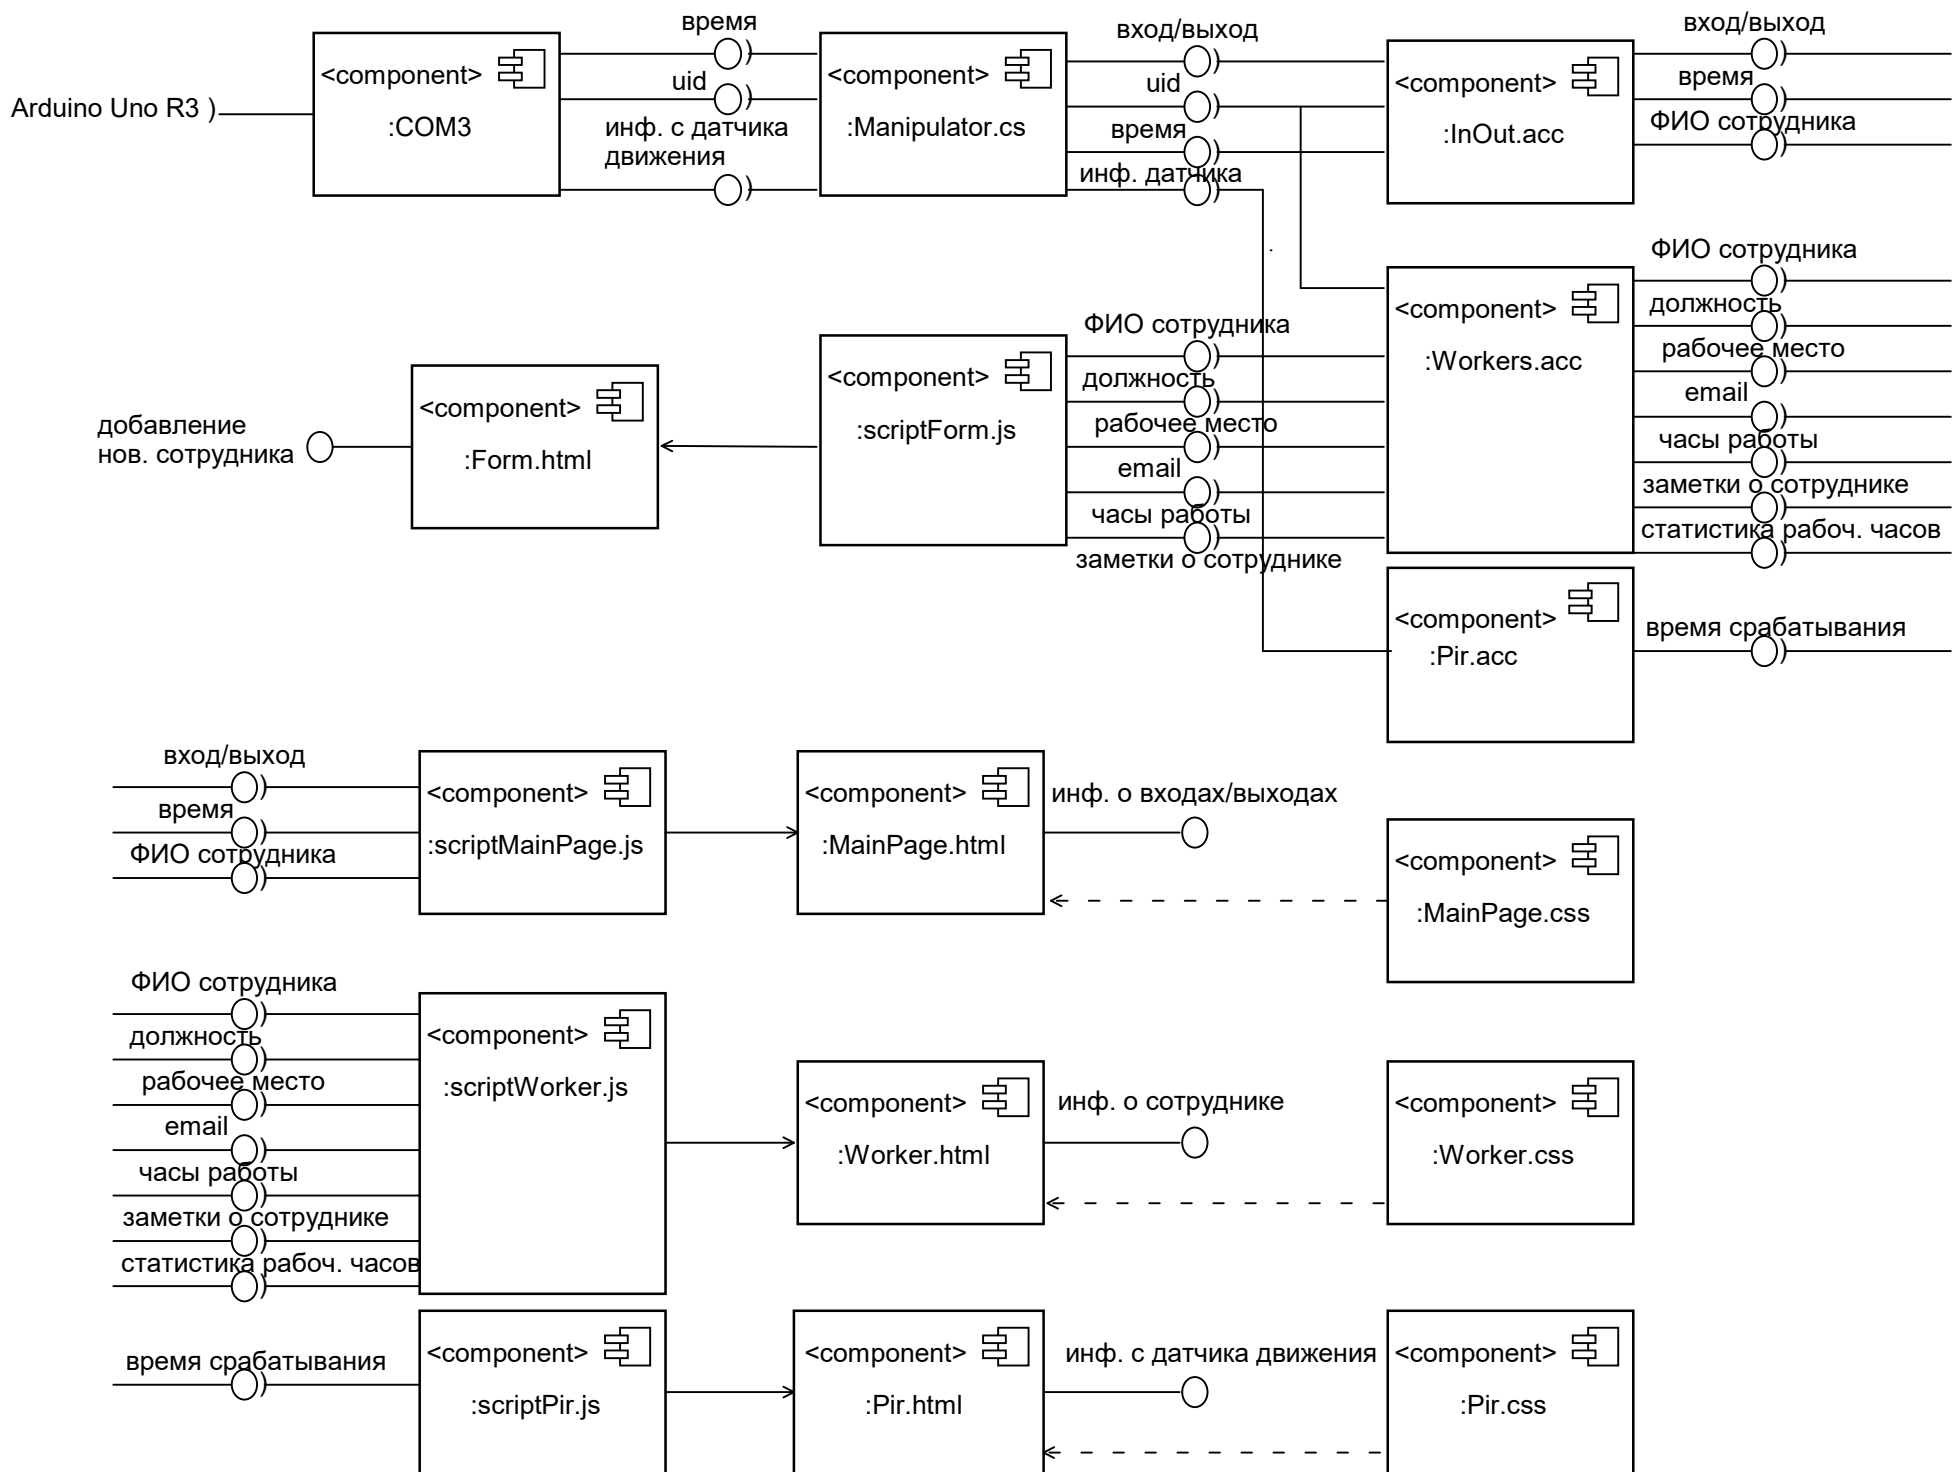 время
вход/выход
вход/выход
<component>
:COM3
<component>
:Manipulator.cs
<component>
:InOut.acc
Arduino Uno R3 )
uid
инф. с датчика
движения
uid
время
инф. датчика
время
ФИО сотрудника
ФИО сотрудника
должность
рабочее место
email
часы работы
заметки о сотруднике
статистика рабоч. часов
<component>
:Workers.acc
ФИО сотрудника
должность
рабочее место
email
часы работы
заметки о сотруднике
<component>
:scriptForm.js
<component>
:Form.html
добавление
нов. сотрудника
<component>
:Pir.acc
время срабатывания
вход/выход
время
ФИО сотрудника
<component>
:scriptMainPage.js
<component>
:MainPage.html
инф. о входах/выходах
<component>
:MainPage.css
ФИО сотрудника
должность
рабочее место
email
часы работы
заметки о сотруднике
статистика рабоч. часов
<component>
:scriptWorker.js
<component>
:Worker.html
инф. о сотруднике
<component>
:Worker.css
время срабатывания
<component>
:scriptPir.js
<component>
:Pir.html
инф. с датчика движения
<component>
:Pir.css